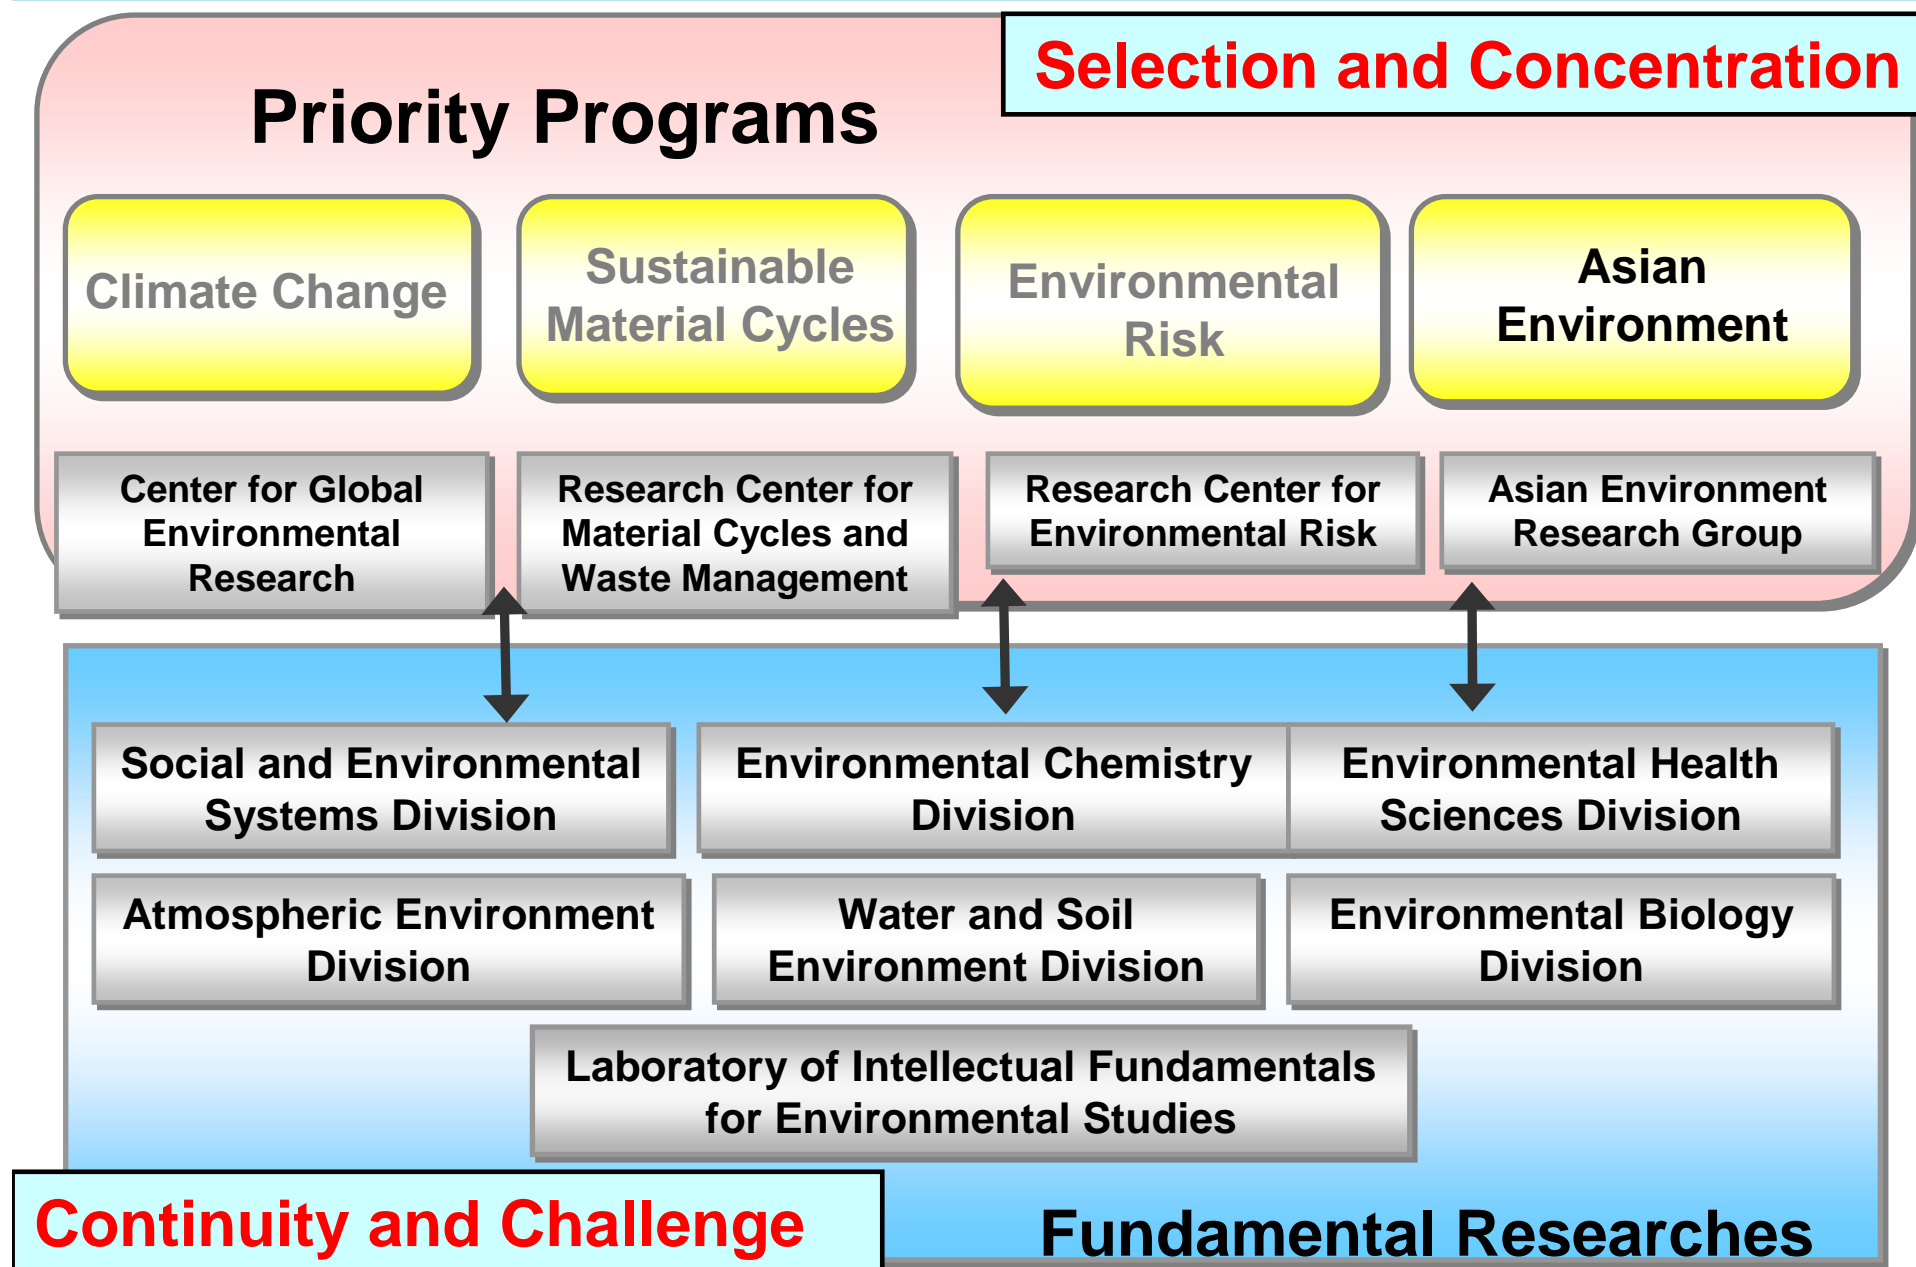 Selection and Concentration
Priority Programs
Climate Change
Sustainable
Material Cycles
Environmental
Risk
Asian
Environment
Center for Global
Environmental
Research
Research Center for
Material Cycles and
Waste Management
Research Center for
Environmental Risk
Asian Environment
Research Group
Social and Environmental
Systems Division
Environmental Chemistry
Division
Environmental Health
Sciences Division
Atmospheric Environment
Division
Water and Soil
Environment Division
Environmental Biology
Division
Laboratory of Intellectual Fundamentals
for Environmental Studies
Continuity and Challenge
Fundamental Researches